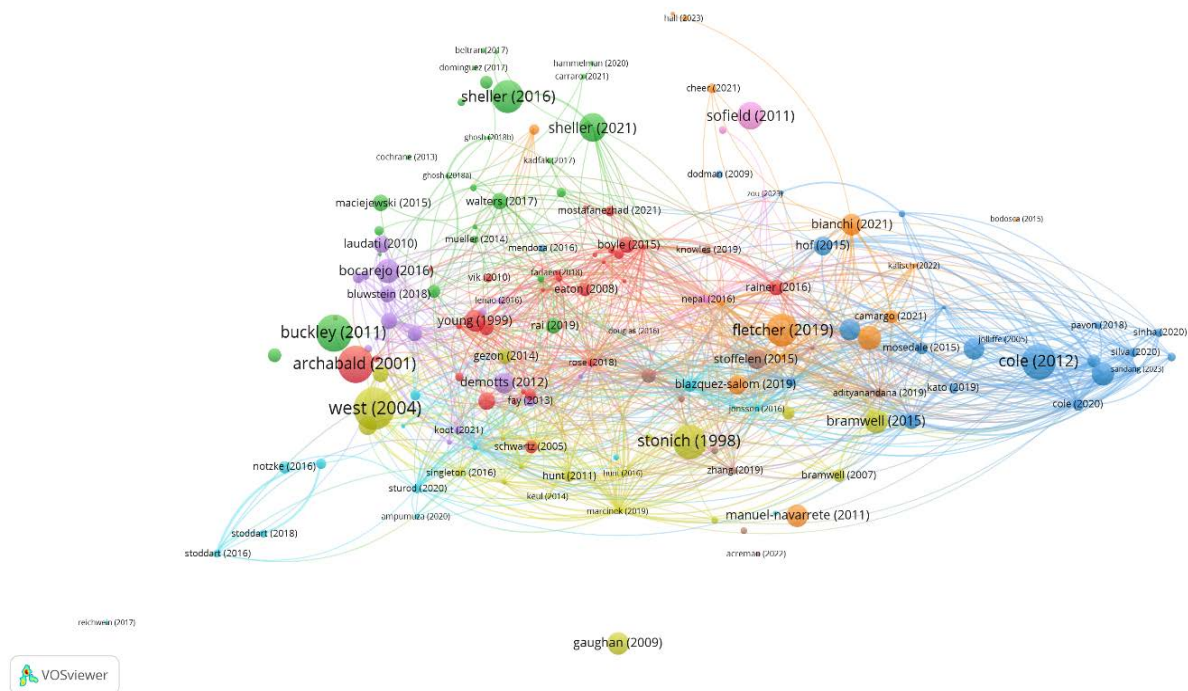 hall (2023)
beltran (2017)
dominguez (2017)
hammelman (2020)
carraro (2021)
sheller (2016)
cheer (2021)
sofield (2011)
sheller (2021)
ghosh (2018b)
cochrane (2013)
kadfak (2017)
ghosh (2018a)
dodman (2009)
maciejewski (2015)
walters (2017)
mostafanezhad (2021)
bianchi (2021)
bodosca (2015)
laudati (2010)
mueller (2014)
mendoza (2016)
boyle (2015)
knowles (2019)
hof (2015)
bocarejo (2016)
vik (2010)
kallisch (2022)
bluwstein (2018)
eaton (2008)
rainer (2016)
nepal (2016)
buckley (2011)
young (1999)
rai (2019)
douglas (2016)
fletcher (2019)
camargo (2021)
pavon (2018)
sinha (2020)
archabald (2001)
gezon (2014)
rose (2018)
stoffelen (2015)
mosedale (2015)
jolliffe (2005)
cole (2012)
silva (2020)
sandang (2023)
demotts (2012)
blazquez-salom (2019)
adityanandana (2019)
kato (2019)
west (2004)
fay (2013)
jonsson (2016)
cole (2020)
koot (2021)
schwartz (2005)
stonich (1998)
bramwell (2015)
notzke (2016)
singleton (2016)
hunt (2011)
hunt (2016)
zhang (2019)
bramwell (2007)
sturod (2020)
keul (2014)
ampumuza (2020)
marcinek (2019)
manuel-navarrete (2011)
stoddart (2018)
stoddart (2016)
acreman (2022)
reichwein (2017)
gaughan (2009)
VOSviewer